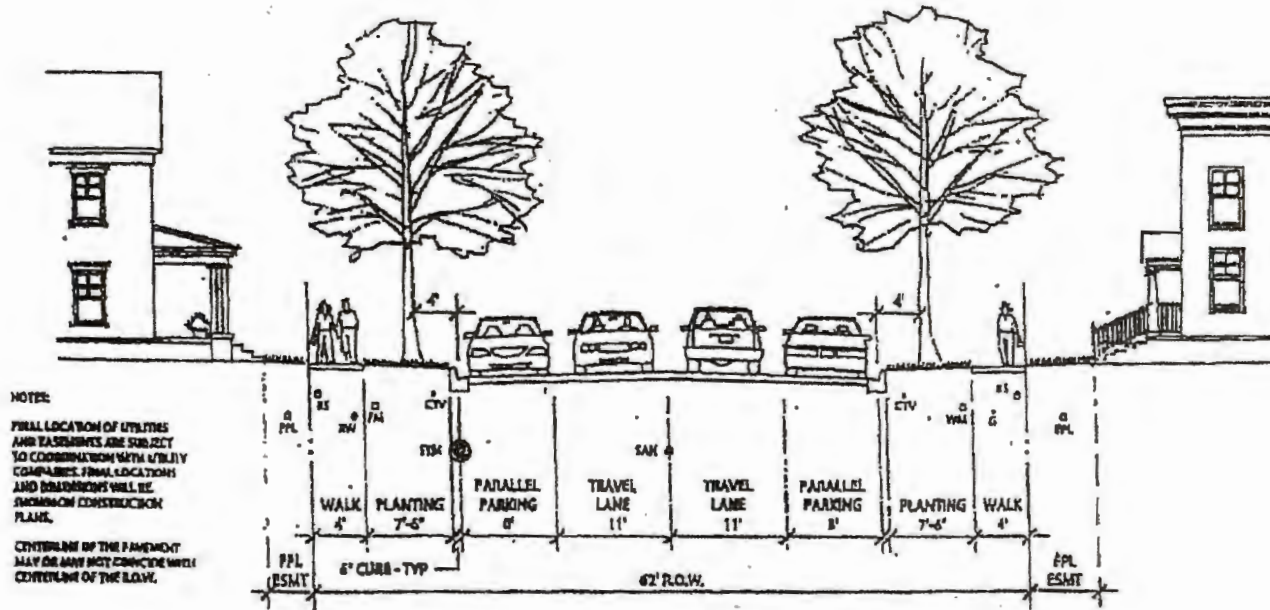 4'
4'
NOTES:
FINAL LOCATION OF UTILITIES
AND EASEMENTS ARE SUBJECT
TO COORDINATION WITH UTILITY
COMPANIES. FINAL LOCATIONS
AND DIMENSIONS WILL BE
SHOWN ON CONSTRUCTION
PLANS.
CENTERLINE OF THE PAVEMENT
MAY OR MAY NOT COINCIDE WITH
CENTERLINE OF THE R.O.W.
PPL
RS
RW
FM
CTV
STM
SAN
CTV
WM
G
RS
PPL
WALK
4'
PLANTING
7'-6"
PARALLEL
PARKING
8'
TRAVEL
LANE
11'
TRAVEL
LANE
11'
PARALLEL
PARKING
8'
PLANTING
7'-6"
WALK
4'
PPL
ESMT
6" CURB - TYP
62' R.O.W.
PPL
ESMT